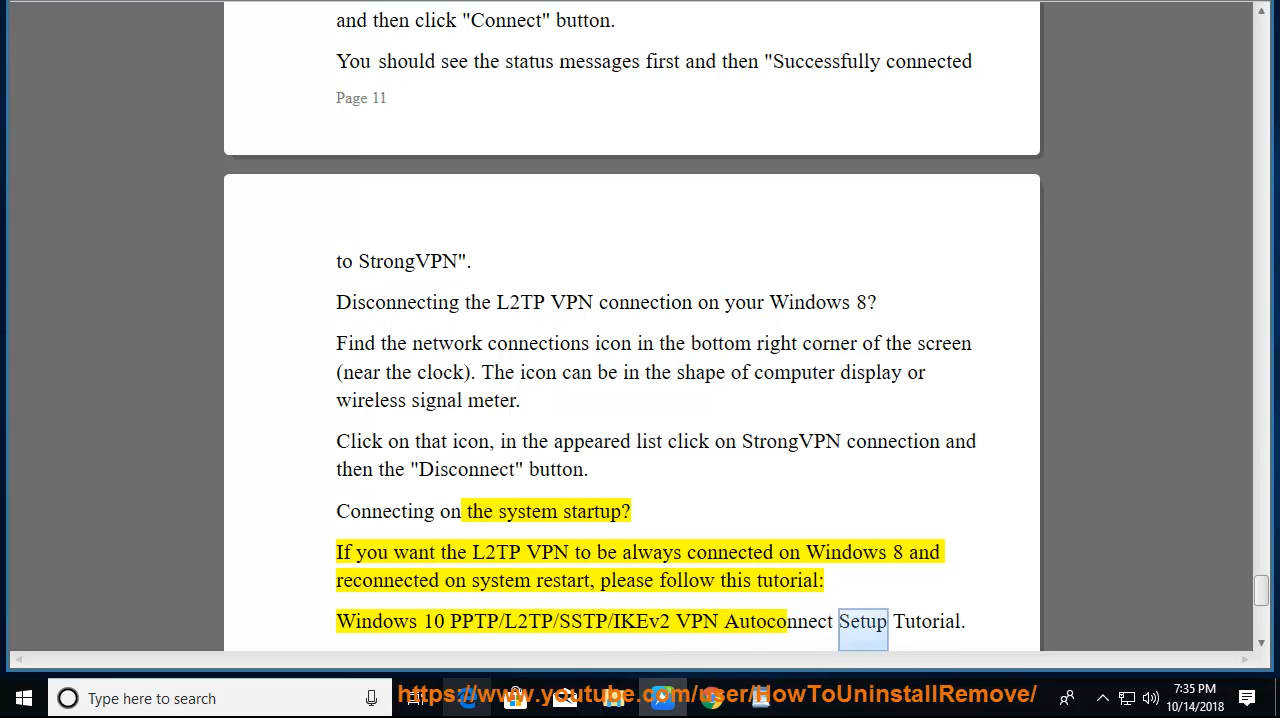 and then click "Connect" button.
You should see the status messages first and then "Successfully connected
Page 11
to StrongVPN".
Disconnecting the L2TP VPN connection on your Windows 8?
Find the network connections icon in the bottom right corner of the screen
(near the clock). The icon can be in the shape of computer display or
wireless signal meter.
Click on that icon, in the appeared list click on StrongVPN connection and
then the "Disconnect" button.
Connecting on the system startup?
If you want the L2TP VPN to be always connected on Windows 8 and
reconnected on system restart, please follow this tutorial:
Windows 10 PPTP/L2TP/SSTP/IKEv2 VPN Autoconnect Setup Tutorial.
Type here to search
https://www.youtube.com/user/HowToUninstallRemove/
7:35 PM
10/14/2018